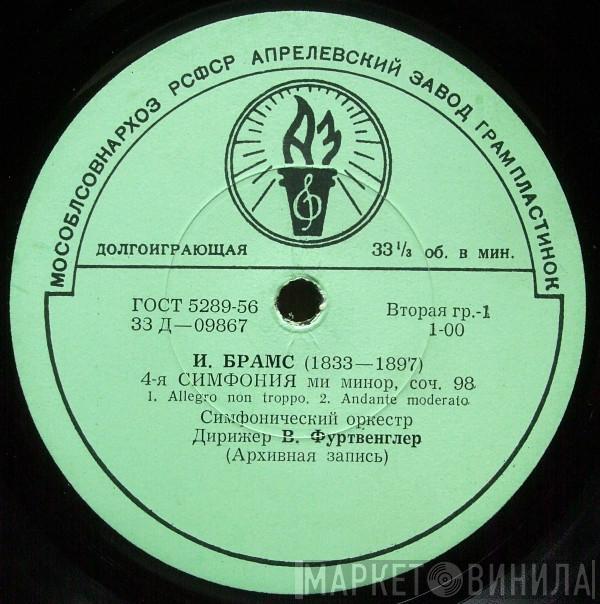 МОСОБЛСОВНАРХОЗ РСФСР АПРЕЛЕВСКИЙ ЗАВОД ГРАМПЛАСТИНОК
АЗ
ДОЛГОИГРАЮЩАЯ 33⅓ об. в мин.
ГОСТ 5289-56 Вторая гр.-1
33 Д—09867 1-00
И. БРАМС (1833—1897)
4-я СИМФОНИЯ ми минор, соч. 98
1. Allegro non troppo. 2. Andante moderato
Симфонический оркестр
Дирижер В. Фуртвенглер
(Архивная запись)
МАРКЕТ ВИНИЛА